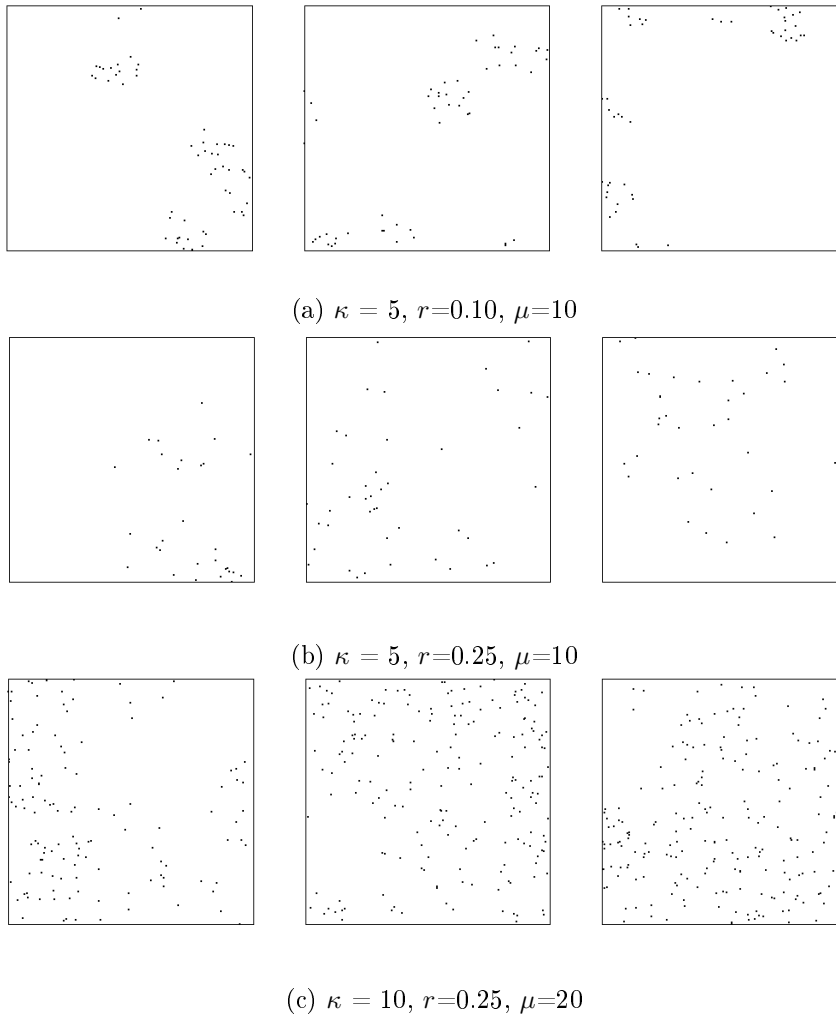 (a) κ = 5, r=0.10, μ=10
(b) κ = 5, r=0.25, μ=10
(c) κ = 10, r=0.25, μ=20